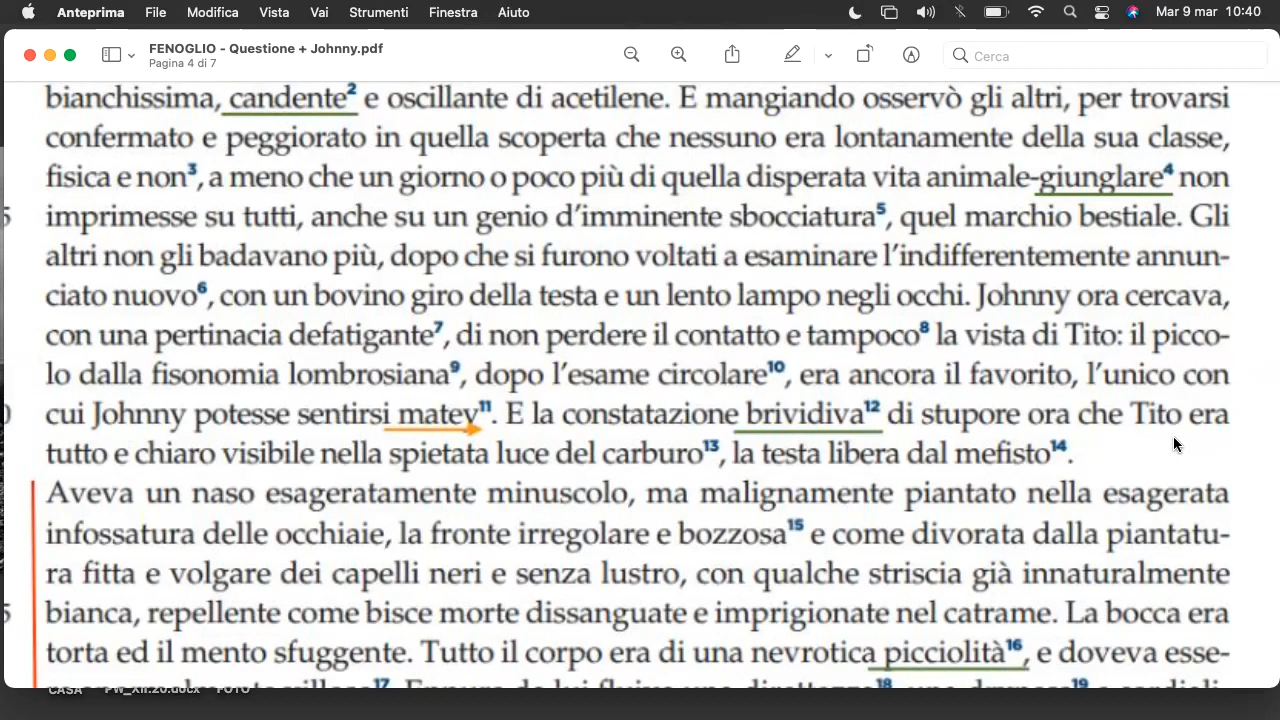 Anteprima File Modifica Vista Vai Strumenti Finestra Aiuto Mar 9 mar 10:40
FENOGLIO - Questione + Johnny.pdf
Pagina 4 di 7
Cerca
bianchissima, candente² e oscillante di acetilene. E mangiando osservò gli altri, per trovarsi
confermato e peggiorato in quella scoperta che nessuno era lontanamente della sua classe,
fisica e non³, a meno che un giorno o poco più di quella disperata vita animale-giunglare⁴ non
5 imprimesse su tutti, anche su un genio d'imminente sbocciatura⁵, quel marchio bestiale. Gli
altri non gli badavano più, dopo che si furono voltati a esaminare l'indifferentemente annun-
ciato nuovo⁶, con un bovino giro della testa e un lento lampo negli occhi. Johnny ora cercava,
con una pertinacia defatigante⁷, di non perdere il contatto e tampoco⁸ la vista di Tito: il picco-
lo dalla fisonomia lombrosiana⁹, dopo l'esame circolare¹⁰, era ancora il favorito, l'unico con
0 cui Johnny potesse sentirsi matey¹¹. E la constatazione brividiva¹² di stupore ora che Tito era
tutto e chiaro visibile nella spietata luce del carburo¹³, la testa libera dal mefisto¹⁴.
Aveva un naso esageratamente minuscolo, ma malignamente piantato nella esagerata
infossatura delle occhiaie, la fronte irregolare e bozzosa¹⁵ e come divorata dalla piantatu-
ra fitta e volgare dei capelli neri e senza lustro, con qualche striscia già innaturalmente
5 bianca, repellente come bisce morte dissanguate e imprigionate nel catrame. La bocca era
torta ed il mento sfuggente. Tutto il corpo era di una nevrotica picciolità¹⁶, e doveva esse-
CASA PW_XII.20.docx FOTO